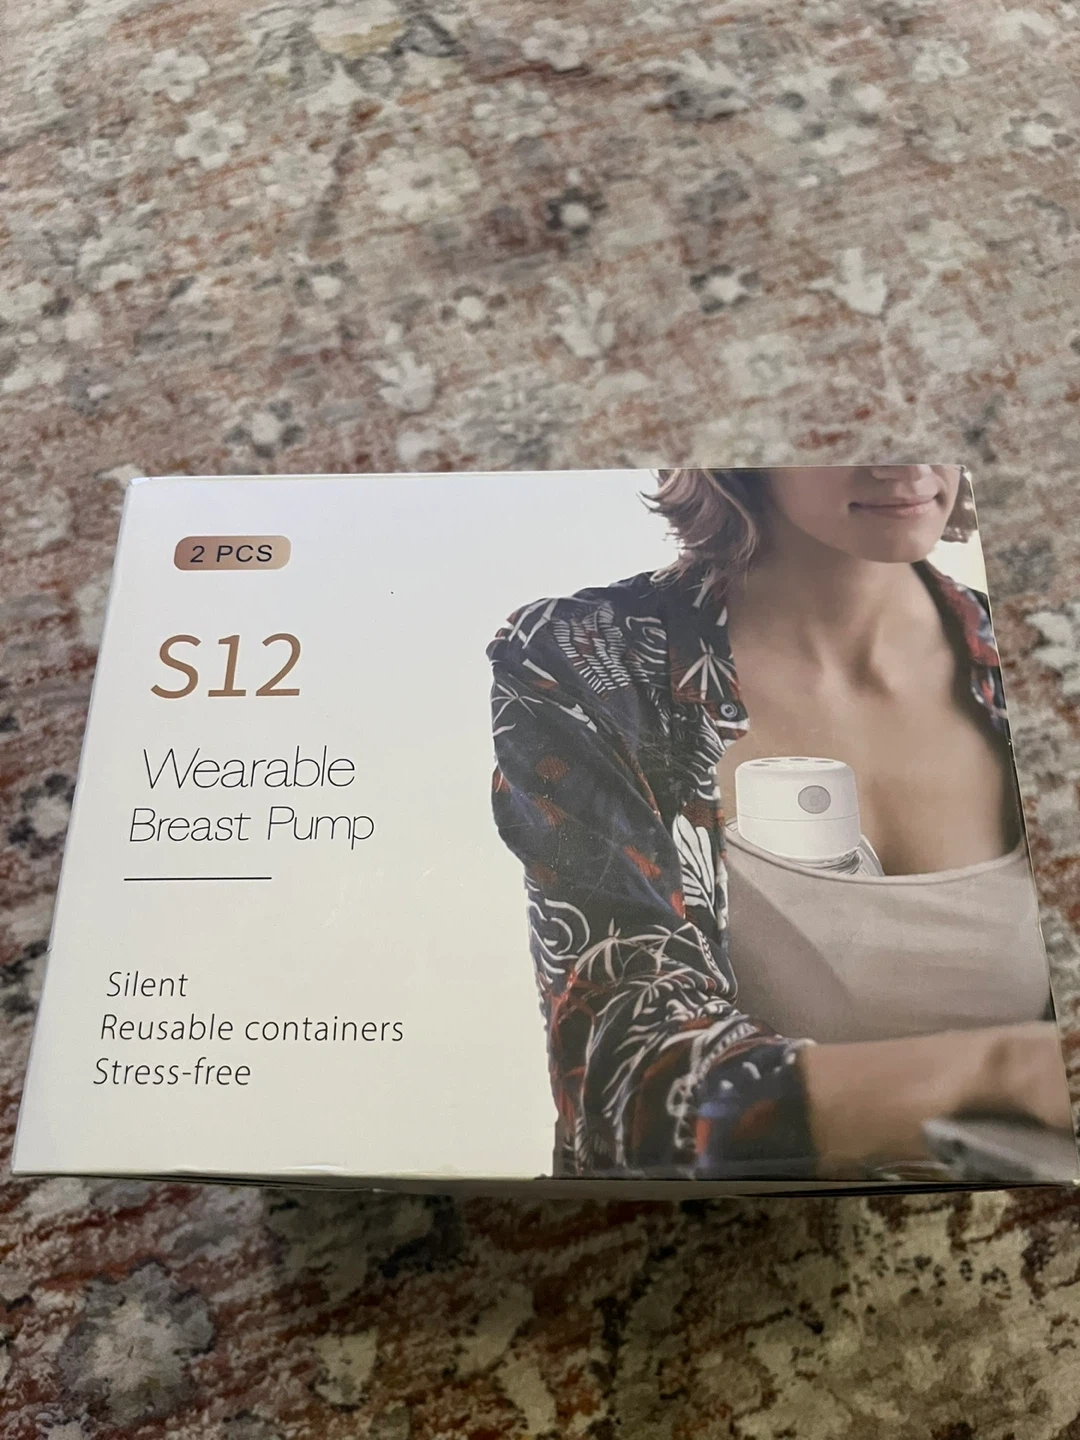 2 PCS
S12
Wearable
Breast Pump
Silent
Reusable containers
Stress-free